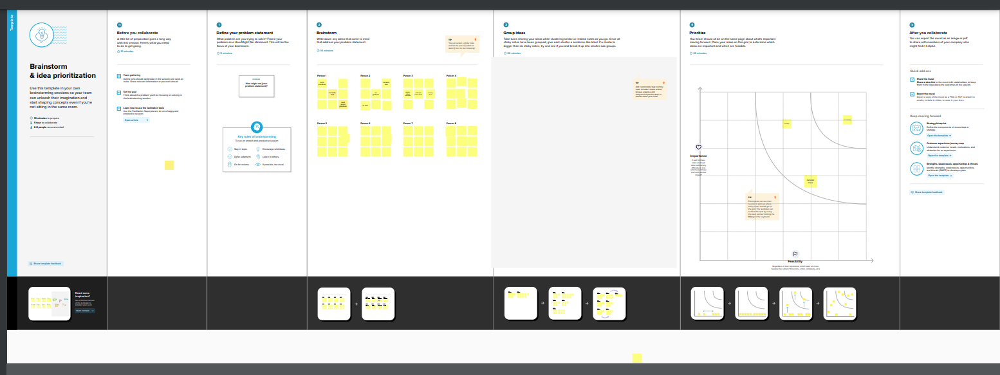 Template
Brainstorm
& idea prioritization
Use this template in your own
brainstorming sessions so your team
can unleash their imagination and
start shaping concepts even if you're
not sitting in the same room.
10 minutes to prepare
1 hour to collaborate
2-8 people recommended
Share template feedback
Before you collaborate
A little bit of preparation goes a long way
with this session. Here's what you need
to do to get going.
10 minutes
Team gathering
Define who should participate in the session and send an
invite. Share relevant information or pre-work ahead.
Set the goal
Think about the problem you'll be focusing on solving in
the brainstorming session.
Learn how to use the facilitation tools
Use the Facilitation Superpowers to run a happy and
productive session.
Open article
1
Define your problem statement
What problem are you trying to solve? Frame your
problem as a How Might We statement. This will be the
focus of your brainstorm.
5 minutes
PROBLEM
How might we [your
problem statement]?
Key rules of brainstorming
To run an smooth and productive session
Stay in topic.
Encourage wild ideas.
Defer judgment.
Listen to others.
Go for volume.
If possible, be visual.
2
Brainstorm
Write down any ideas that come to mind
that address your problem statement.
10 minutes
TIP
You can select a sticky note
and hit the pencil [switch to
sketch] icon to start drawing!
Person 1
Person 2
Person 3
Person 4
Person 5
Person 6
Person 7
Person 8
3
Group ideas
Take turns sharing your ideas while clustering similar or related notes as you go. Once all
sticky notes have been grouped, give each cluster a sentence-like label. If a cluster is
bigger than six sticky notes, try and see if you and break it up into smaller sub-groups.
20 minutes
TIP
Add customizable tags to sticky
notes to make it easier to find,
browse, organize, and
categorize important ideas as
themes within your mural.
4
Prioritize
Your team should all be on the same page about what's important
moving forward. Place your ideas on this grid to determine which
ideas are important and which are feasible.
20 minutes
Importance
If each of these
tasks could get
done without any
difficulty or cost,
which would have
the most positive
impact?
TIP
Participants can use their
cursors to point at where
sticky notes should go on
the grid. The facilitator can
confirm the spot by using
the laser pointer holding the
H key on the keyboard.
Feasibility
Regardless of their importance, which tasks are more
feasible than others? (Cost, time, effort, complexity, etc.)
After you collaborate
You can export the mural as an image or pdf
to share with members of your company who
might find it helpful.
Quick add-ons
Share the mural
Share a view link to the mural with stakeholders to keep
them in the loop about the outcomes of the session.
Export the mural
Export a copy of the mural as a PNG or PDF to attach to
emails, include in slides, or save in your drive.
Keep moving forward
Strategy blueprint
Define the components of a new idea or
strategy.
Open the template
Customer experience journey map
Understand customer needs, motivations, and
obstacles for an experience.
Open the template
Strengths, weaknesses, opportunities & threats
Identify strengths, weaknesses, opportunities,
and threats (SWOT) to develop a plan.
Open the template
Share template feedback
Need some
inspiration?
See a finished version
of this template to
kickstart your work.
Open example